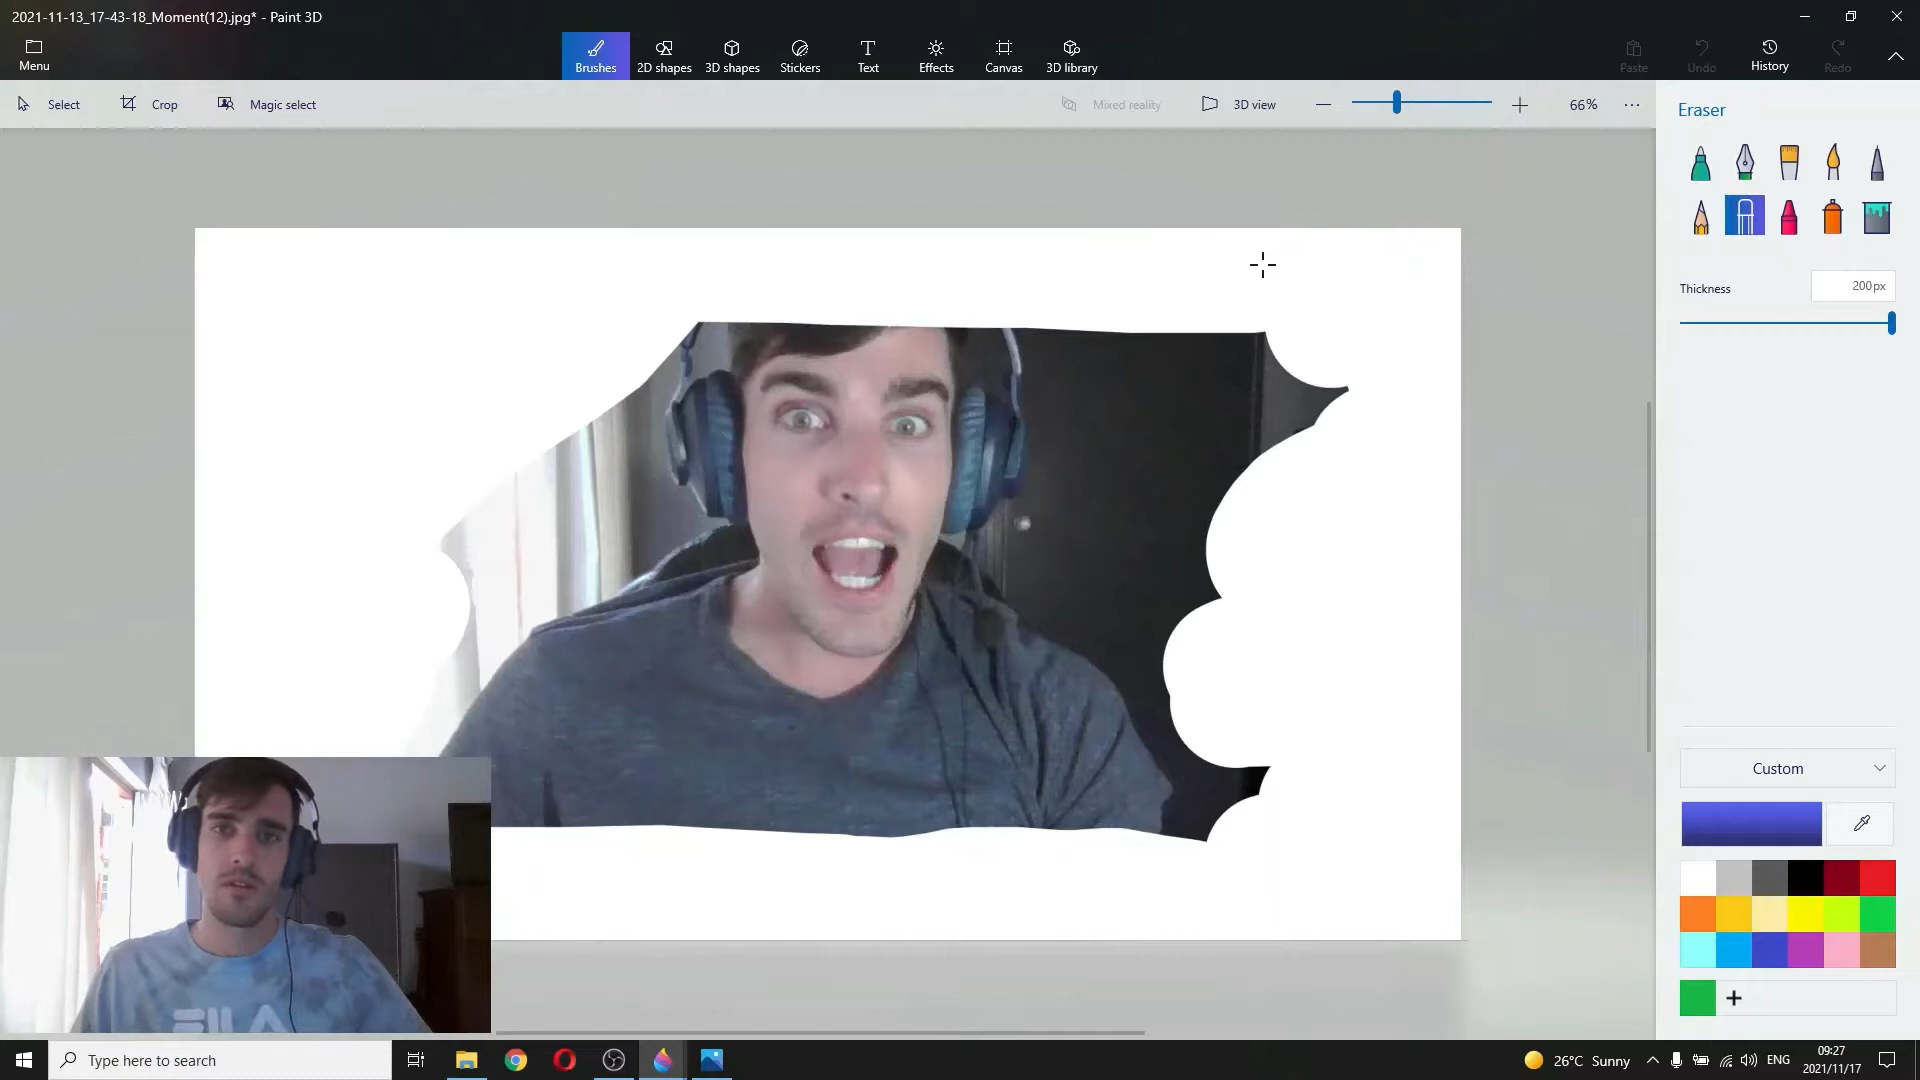 2021-11-13_17-43-18_Moment(12).jpg* - Paint 3D
Menu
Brushes
2D shapes
3D shapes
Stickers
Text
Effects
Canvas
3D library
Paste
Undo
History
Redo
Select
Crop
Magic select
Mixed reality
3D view
66%
Eraser
Thickness
200px
Custom
FILA
Type here to search
26°C Sunny
ENG
09:27
2021/11/17